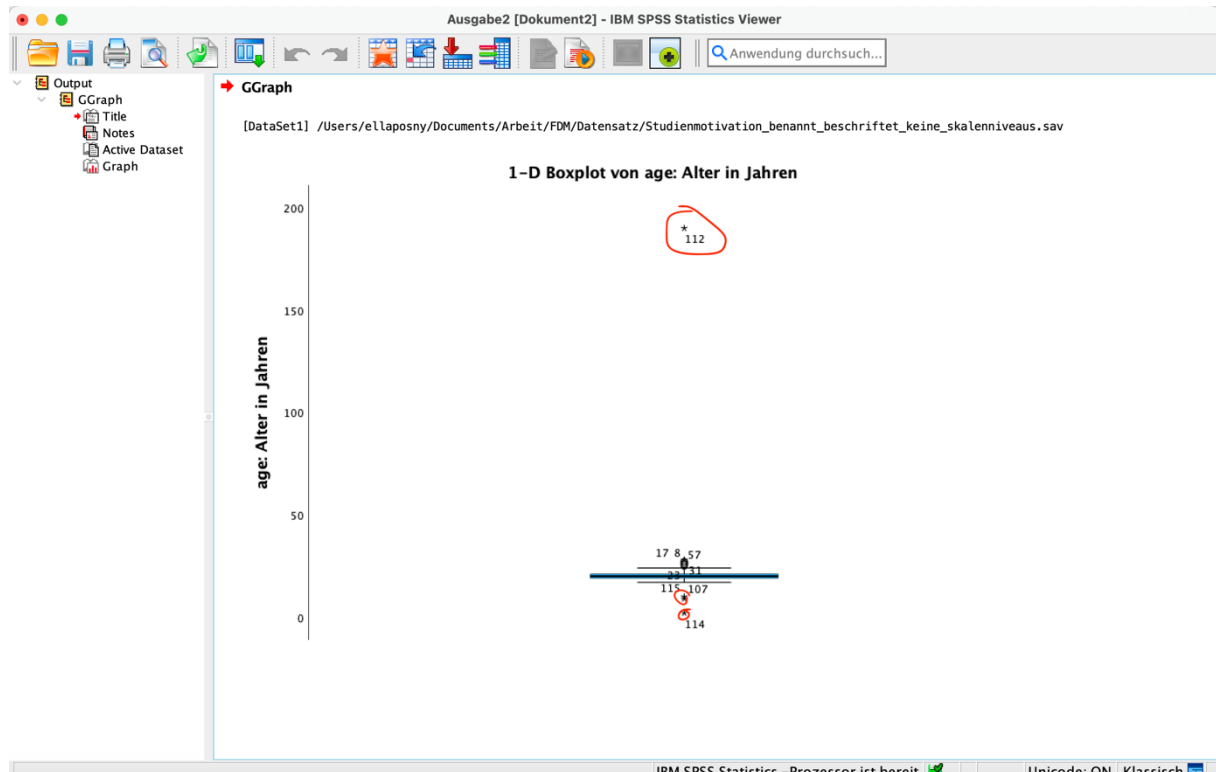 Ausgabe2 [Dokument2] - IBM SPSS Statistics Viewer
Anwendung durchsuch...
Output
GGraph
Title
Notes
Active Dataset
Graph
GGraph
[DataSet1] /Users/ellaposny/Documents/Arbeit/FDM/Datensatz/Studienmotivation_benannt_beschriftet_keine_skalenniveaus.sav
1-D Boxplot von age: Alter in Jahren
age: Alter in Jahren
200
150
100
50
0
112
17 8 57
23 31
115 107
114
IBM SPSS Statistics -Prozessor ist bereit
Unicode: ON
Klassisch